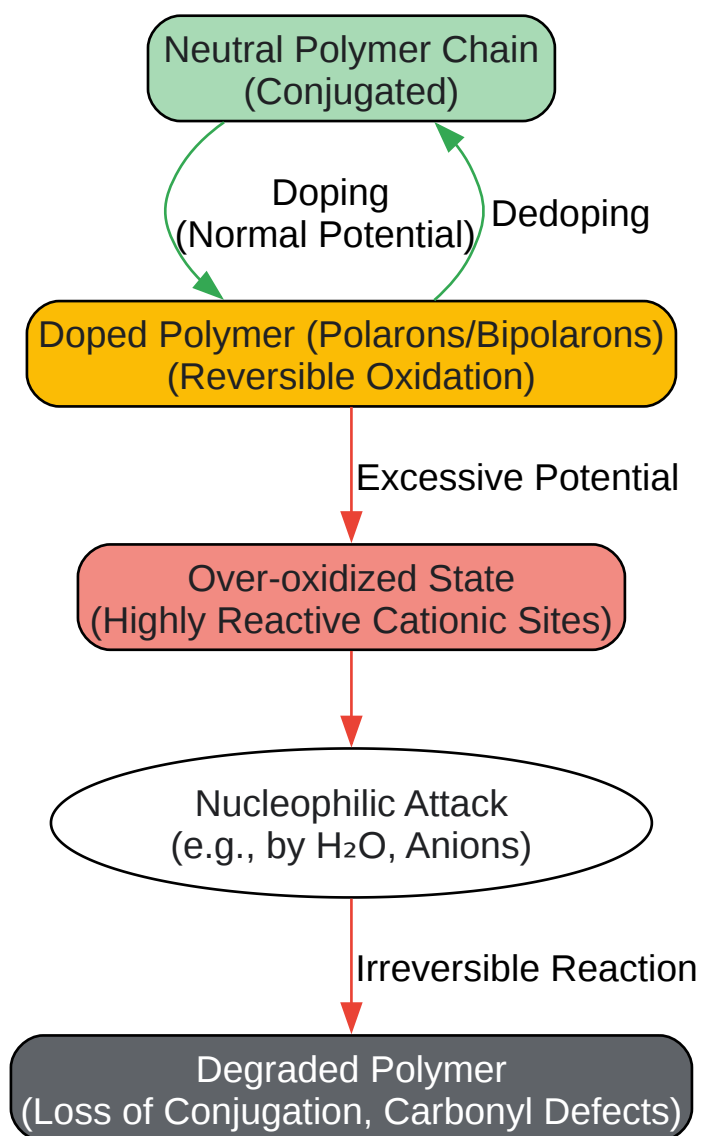 Neutral Polymer Chain
(Conjugated)
Doping
(Normal Potential)
Dedoping
Doped Polymer (Polarons/Bipolarons)
(Reversible Oxidation)
Excessive Potential
Over-oxidized State
(Highly Reactive Cationic Sites)
Nucleophilic Attack
(e.g., by H₂O, Anions)
Irreversible Reaction
Degraded Polymer
(Loss of Conjugation, Carbonyl Defects)